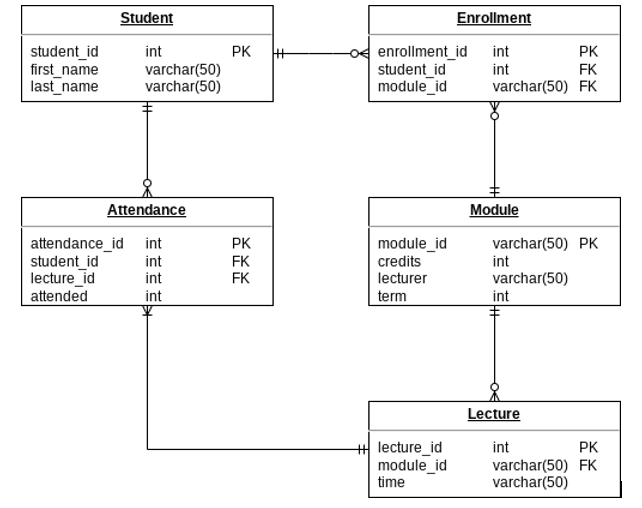 Student
student_id int PK
first_name varchar(50)
last_name varchar(50)
Enrollment
enrollment_id int PK
student_id int FK
module_id varchar(50) FK
Attendance
attendance_id int PK
student_id int FK
lecture_id int FK
attended int
Module
module_id varchar(50) PK
credits int
lecturer varchar(50)
term int
Lecture
lecture_id int PK
module_id varchar(50) FK
time varchar(50)